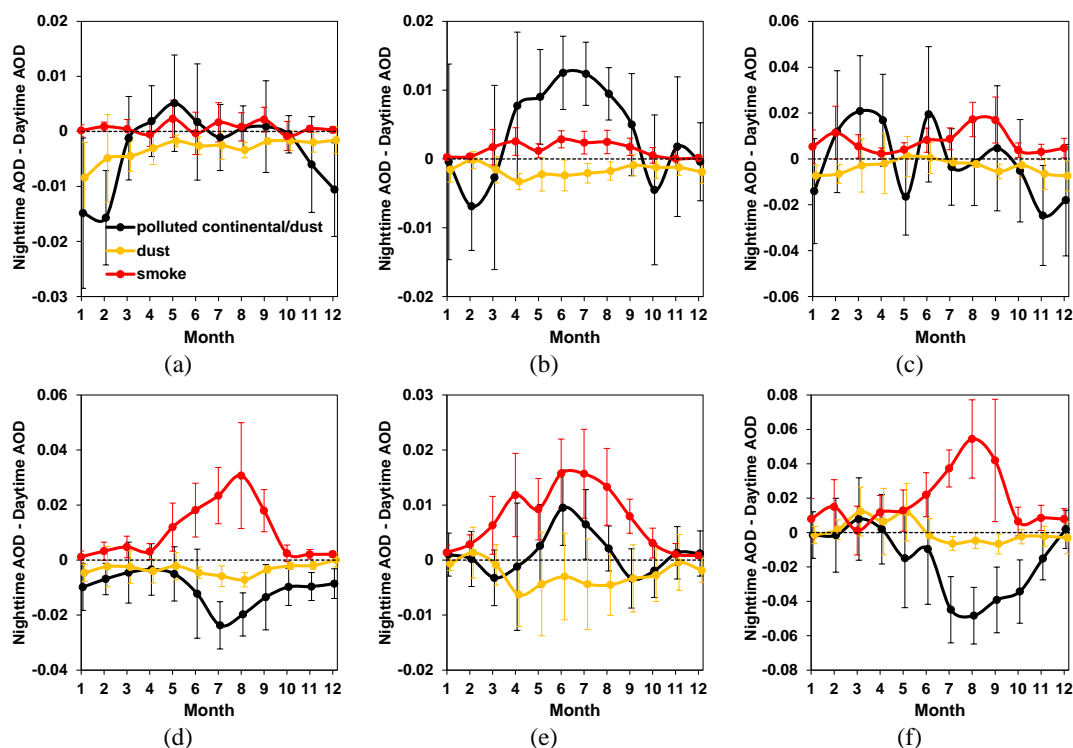 0.02
0.01
0
-0.01
-0.02
-0.03
Nighttime AOD - Daytime AOD
polluted continental/dust
dust
smoke
1 2 3 4 5 6 7 8 9 10 11 12
Month
(a)
0.02
0.01
0
-0.01
-0.02
Nighttime AOD - Daytime AOD
1 2 3 4 5 6 7 8 9 10 11 12
Month
(b)
0.06
0.04
0.02
0
-0.02
-0.04
-0.06
Nighttime AOD - Daytime AOD
1 2 3 4 5 6 7 8 9 10 11 12
Month
(c)
0.06
0.04
0.02
0
-0.02
-0.04
Nighttime AOD - Daytime AOD
1 2 3 4 5 6 7 8 9 10 11 12
Month
(d)
0.03
0.02
0.01
0
-0.01
-0.02
Nighttime AOD - Daytime AOD
1 2 3 4 5 6 7 8 9 10 11 12
Month
(e)
0.08
0.06
0.04
0.02
0
-0.02
-0.04
-0.06
-0.08
Nighttime AOD - Daytime AOD
1 2 3 4 5 6 7 8 9 10 11 12
Month
(f)